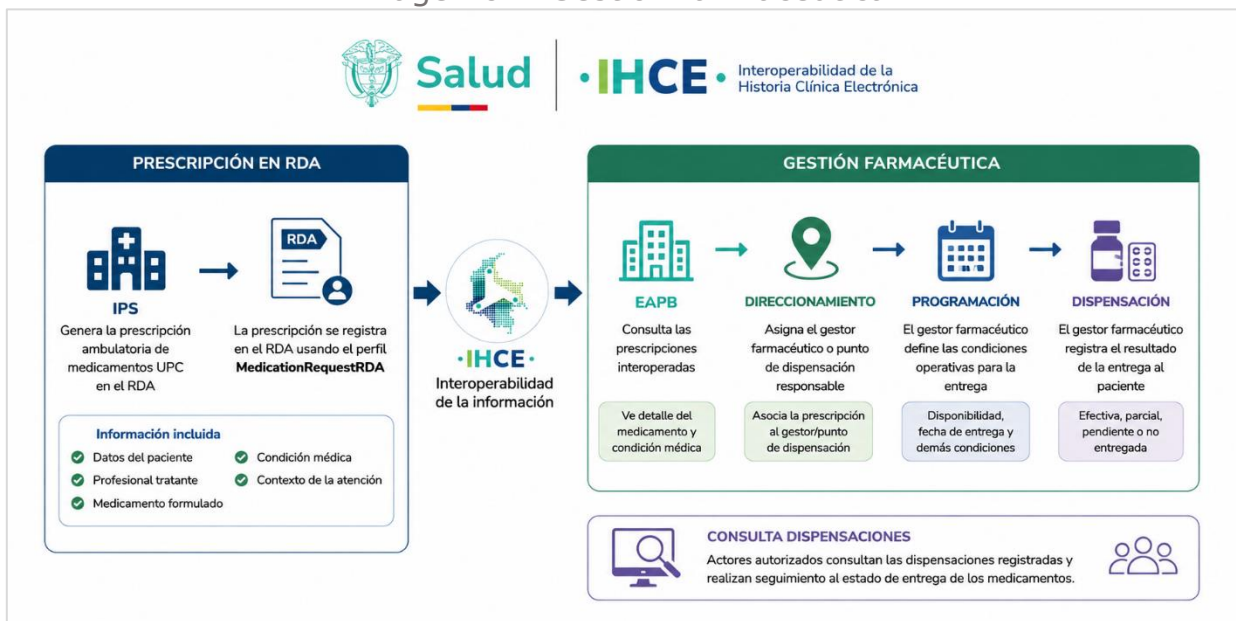 Salud
·IHCE·
Interoperabilidad de la
Historia Clínica Electrónica
PRESCRIPCIÓN EN RDA
IPS
Genera la prescripción
ambulatoria de
medicamentos UPC
en el RDA
RDA
La prescripción se registra
en el RDA usando el perfil
MedicationRequestRDA
Información incluida
Datos del paciente
Profesional tratante
Medicamento formulado
Condición médica
Contexto de la atención
·IHCE·
Interoperabilidad
de la información
GESTIÓN FARMACÉUTICA
EAPB
Consulta las
prescripciones
interoperadas
Ve detalle del
medicamento y
condición médica
DIRECCIONAMIENTO
Asigna el gestor
farmacéutico o punto
de dispensación
responsable
Asocia la prescripción
al gestor/punto
de dispensación
PROGRAMACIÓN
El gestor farmacéutico
define las condiciones
operativas para la
entrega
Disponibilidad,
fecha de entrega y
demás condiciones
DISPENSACIÓN
El gestor farmacéutico
registra el resultado
de la entrega al
paciente
Efectiva, parcial,
pendiente o no
entregada
CONSULTA DISPENSACIONES
Actores autorizados consultan las dispensaciones registradas y
realizan seguimiento al estado de entrega de los medicamentos.